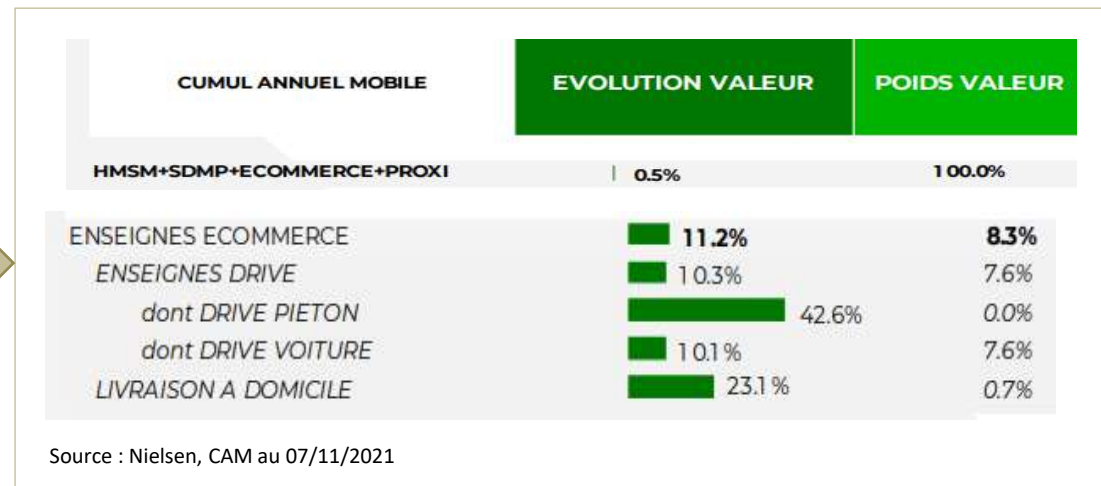 CUMUL ANNUEL MOBILE EVOLUTION VALEUR POIDS VALEUR
HMSM+SDMP+ECOMMERCE+PROXI 0.5% 100.0%
ENSEIGNES ECOMMERCE 11.2% 8.3%
ENSEIGNES DRIVE 10.3% 7.6%
dont DRIVE PIETON 42.6% 0.0%
dont DRIVE VOITURE 10.1% 7.6%
LIVRAISON A DOMICILE 23.1% 0.7%
Source : Nielsen, CAM au 07/11/2021